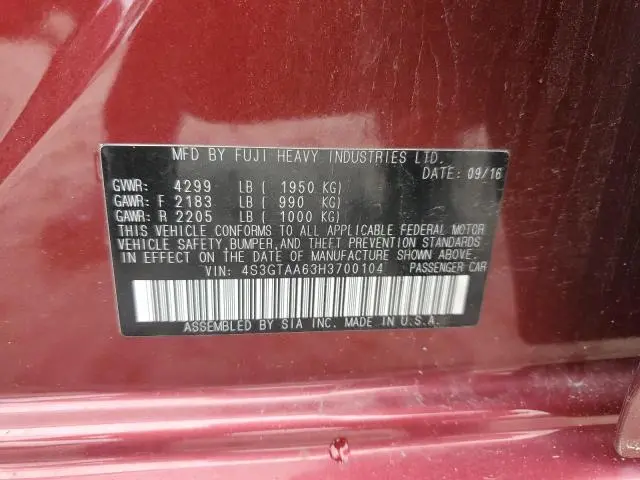 MFD BY FUJI HEAVY INDUSTRIES LTD.
DATE: 09/16
GVWR: 4299 LB ( 1950 KG)
GAWR: F 2183 LB ( 990 KG)
GAWR: R 2205 LB ( 1000 KG)
THIS VEHICLE CONFORMS TO ALL APPLICABLE FEDERAL MOTOR
VEHICLE SAFETY, BUMPER, AND THEFT PREVENTION STANDARDS
IN EFFECT ON THE DATE OF MANUFACTURE SHOWN ABOVE.
VIN: 4S3GTAA63H3700104 PASSENGER CAR
ASSEMBLED BY SIA INC. MADE IN U.S.A.